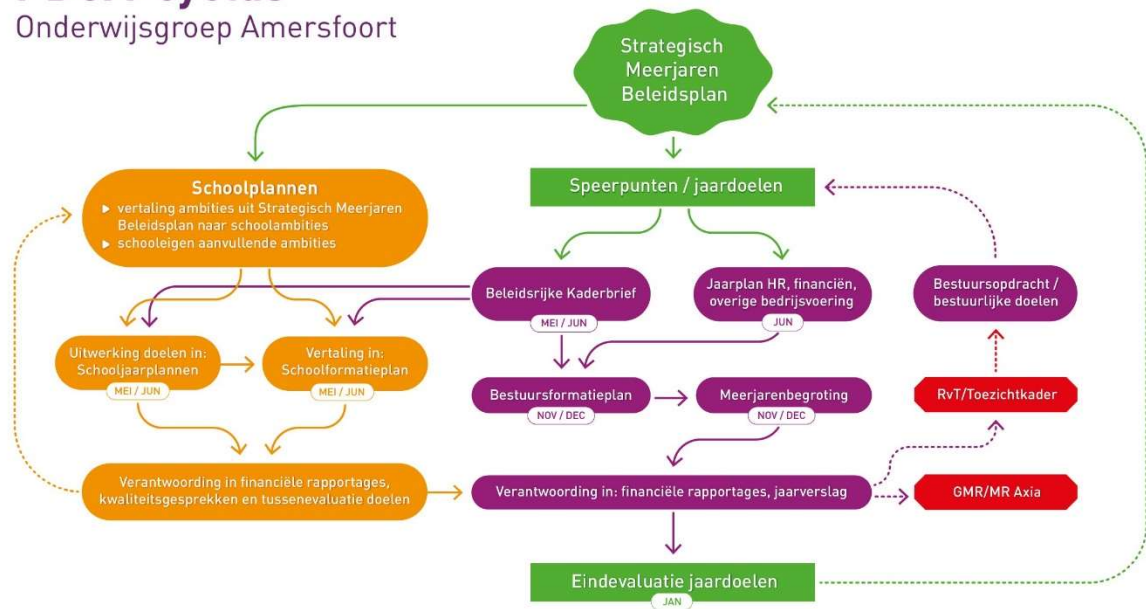 Onderwijsgroep Amersfoort
Strategisch
Meerjaren
Beleidsplan
Schoolplannen
▶ vertaling ambities uit Strategisch Meerjaren
Beleidsplan naar schoolambities
▶ schooleigen aanvullende ambities
Speerpunten / jaardoelen
Beleidsrijke Kaderbrief
MEI / JUN
Jaarplan HR, financiën,
overige bedrijsvoering
JUN
Bestuursopdracht /
bestuurlijke doelen
Uitwerking doelen in:
Schooljaarplannen
MEI / JUN
Vertaling in:
Schoolformatieplan
MEI / JUN
Bestuursformatieplan
NOV / DEC
Meerjarenbegroting
NOV / DEC
RvT/Toezichtkader
Verantwoording in financiële rapportages,
kwaliteitsgesprekken en tussenevaluatie doelen
Verantwoording in: financiële rapportages, jaarverslag
GMR/MR Axia
Eindevaluatie jaardoelen
JAN